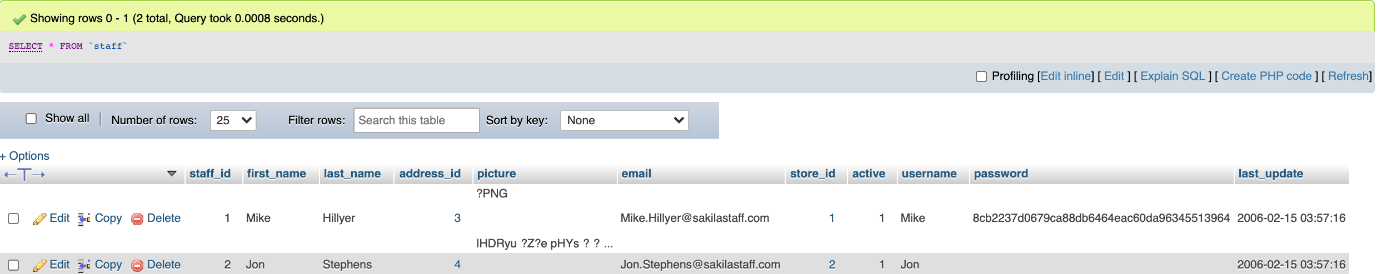 Showing rows 0 - 1 (2 total, Query took 0.0008 seconds.)
SELECT * FROM `staff`
Profiling [Edit inline] [ Edit ] [ Explain SQL ] [ Create PHP code ] [ Refresh]
Show all | Number of rows: 25 Filter rows: Search this table Sort by key: None
+ Options
←T→ staff_id first_name last_name address_id picture email store_id active username password last_update
?PNG
Edit Copy Delete 1 Mike Hillyer 3 Mike.Hillyer@sakilastaff.com 1 1 Mike 8cb2237d0679ca88db6464eac60da96345513964 2006-02-15 03:57:16
IHDRyu ?Z?e pHYs ? ? ...
Edit Copy Delete 2 Jon Stephens 4 Jon.Stephens@sakilastaff.com 2 1 Jon 2006-02-15 03:57:16